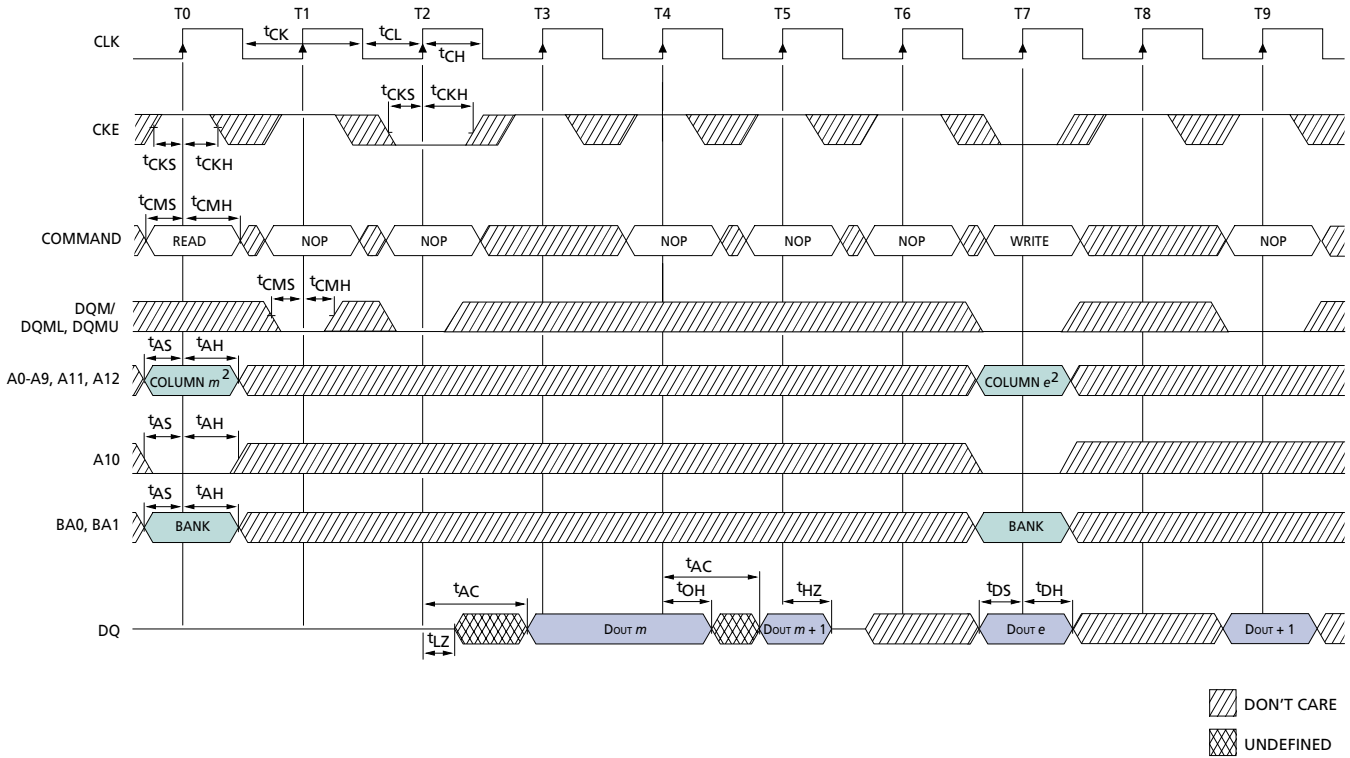 T0 T1 T2 T3 T4 T5 T6 T7 T8 T9
CLK
tCK tCL
tCH
tCKS tCKH
CKE
tCKS tCKH
tCMS tCMH
COMMAND READ NOP NOP NOP NOP NOP WRITE NOP
tCMS tCMH
DQM/
DQML, DQMU
tAS tAH
A0-A9, A11, A12 COLUMN m2 COLUMN e2
tAS tAH
A10
tAS tAH
BA0, BA1 BANK BANK
tAC
tAC tOH tHZ tDS tDH
DQ DOUT m DOUT m + 1 DOUT e DOUT + 1
tLZ
DON'T CARE
UNDEFINED